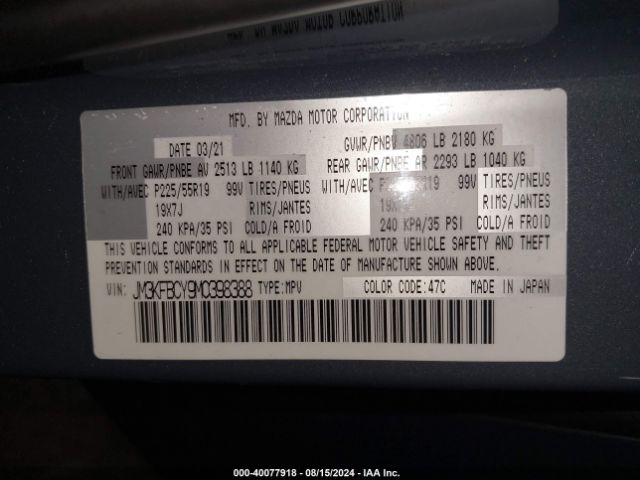 MFD. BY MAZDA MOTOR CORPORATION
DATE 03/21 GVWR/PNBV 4806 LB 2180 KG
FRONT GAWR/PNBE AV 2513 LB 1140 KG REAR GAWR/PNBE AR 2293 LB 1040 KG
WITH/AVEC P225/55R19 99V TIRES/PNEUS WITH/AVEC 99V TIRES/PNEUS
19X7J RIMS/JANTES RIMS/JANTES
240 KPA/35 PSI COLD/A FROID 240 KPA/35 PSI COLD/A FROID
THIS VEHICLE CONFORMS TO ALL APPLICABLE FEDERAL MOTOR VEHICLE SAFETY AND THEFT
PREVENTION STANDARDS IN EFFECT ON THE DATE OF MANUFACTURE SHOWN ABOVE.
VIN: JM3KFBCY9M0398388 TYPE:MPV COLOR CODE:47C MADE IN JAPAN
000-40077918 - 08/15/2024 - IAA Inc.